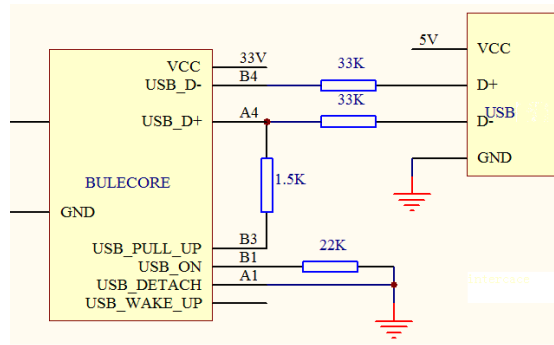 VCC 33V
USB_D- B4 33K
USB_D+ A4 33K
BULECORE 1.5K
GND
USB_PULL_UP B3
USB_ON B1 22K
USB_DETACH A1
USB_WAKE_UP
5V VCC
D+
D- USB
GND